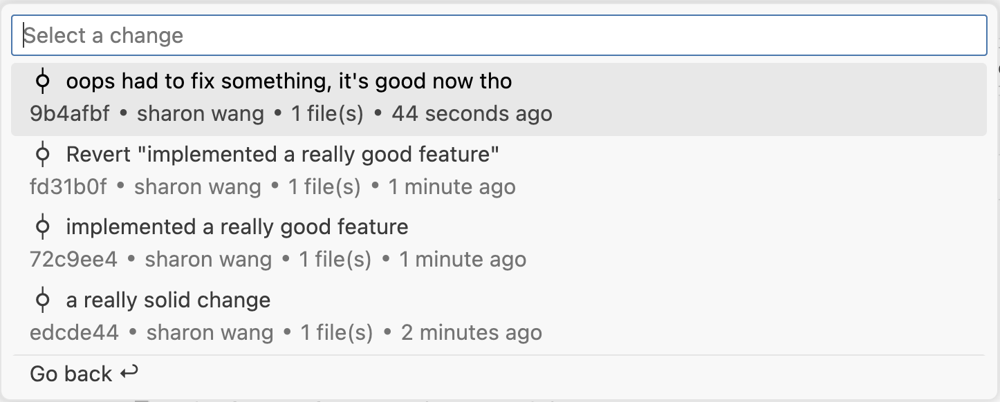 Select a change
oops had to fix something, it's good now tho
9b4afbf • sharon wang • 1 file(s) • 44 seconds ago
Revert "implemented a really good feature"
fd31b0f • sharon wang • 1 file(s) • 1 minute ago
implemented a really good feature
72c9ee4 • sharon wang • 1 file(s) • 1 minute ago
a really solid change
edcde44 • sharon wang • 1 file(s) • 2 minutes ago
Go back ↩